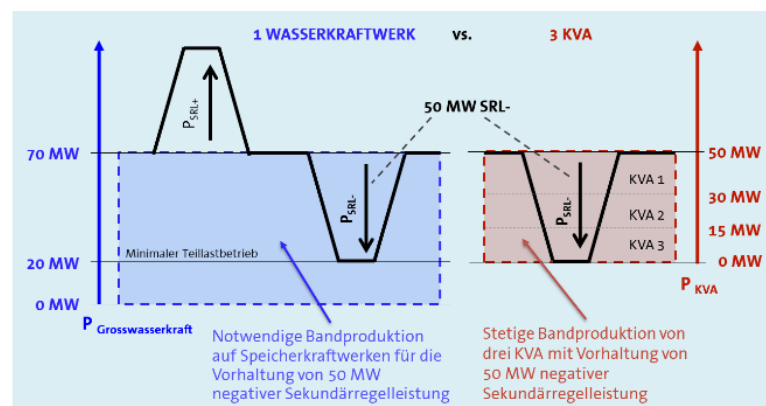 1 WASSERKRAFTWERK vs. 3 KVA
P SRL+
50 MW SRL-
70 MW
50 MW
KVA 1
30 MW
P SRL-
P SRL-
KVA 2
15 MW
Minimaler Teillastbetrieb
KVA 3
20 MW
0 MW
P KVA
0 MW
P Grosswasserkraft
Notwendige Bandproduktion
auf Speicherkraftwerken für die
Vorhaltung von 50 MW
negativer Sekundärregelleistung
Stetige Bandproduktion von
drei KVA mit Vorhaltung von
50 MW negativer
Sekundärregelleistung